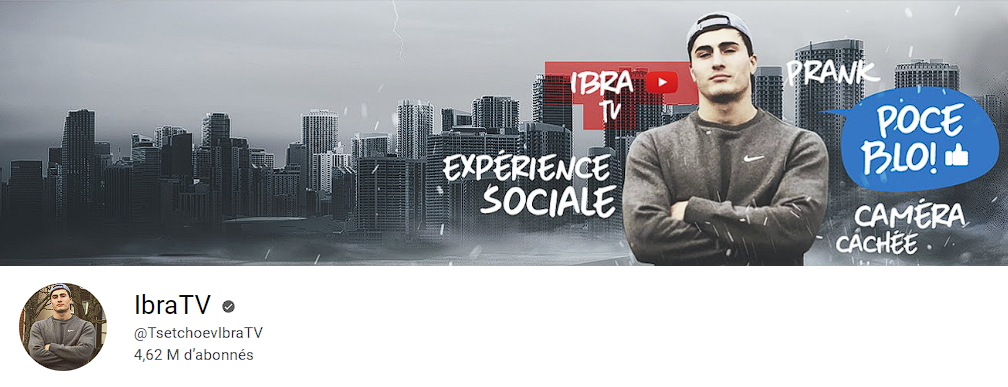 IBRA
TV
PRANK
EXPÉRIENCE
SOCIALE
POCE
BLO!
CAMÉRA
CACHÉE
IbraTV
@TsetchoevIbraTV
4,62 M d’abonnés